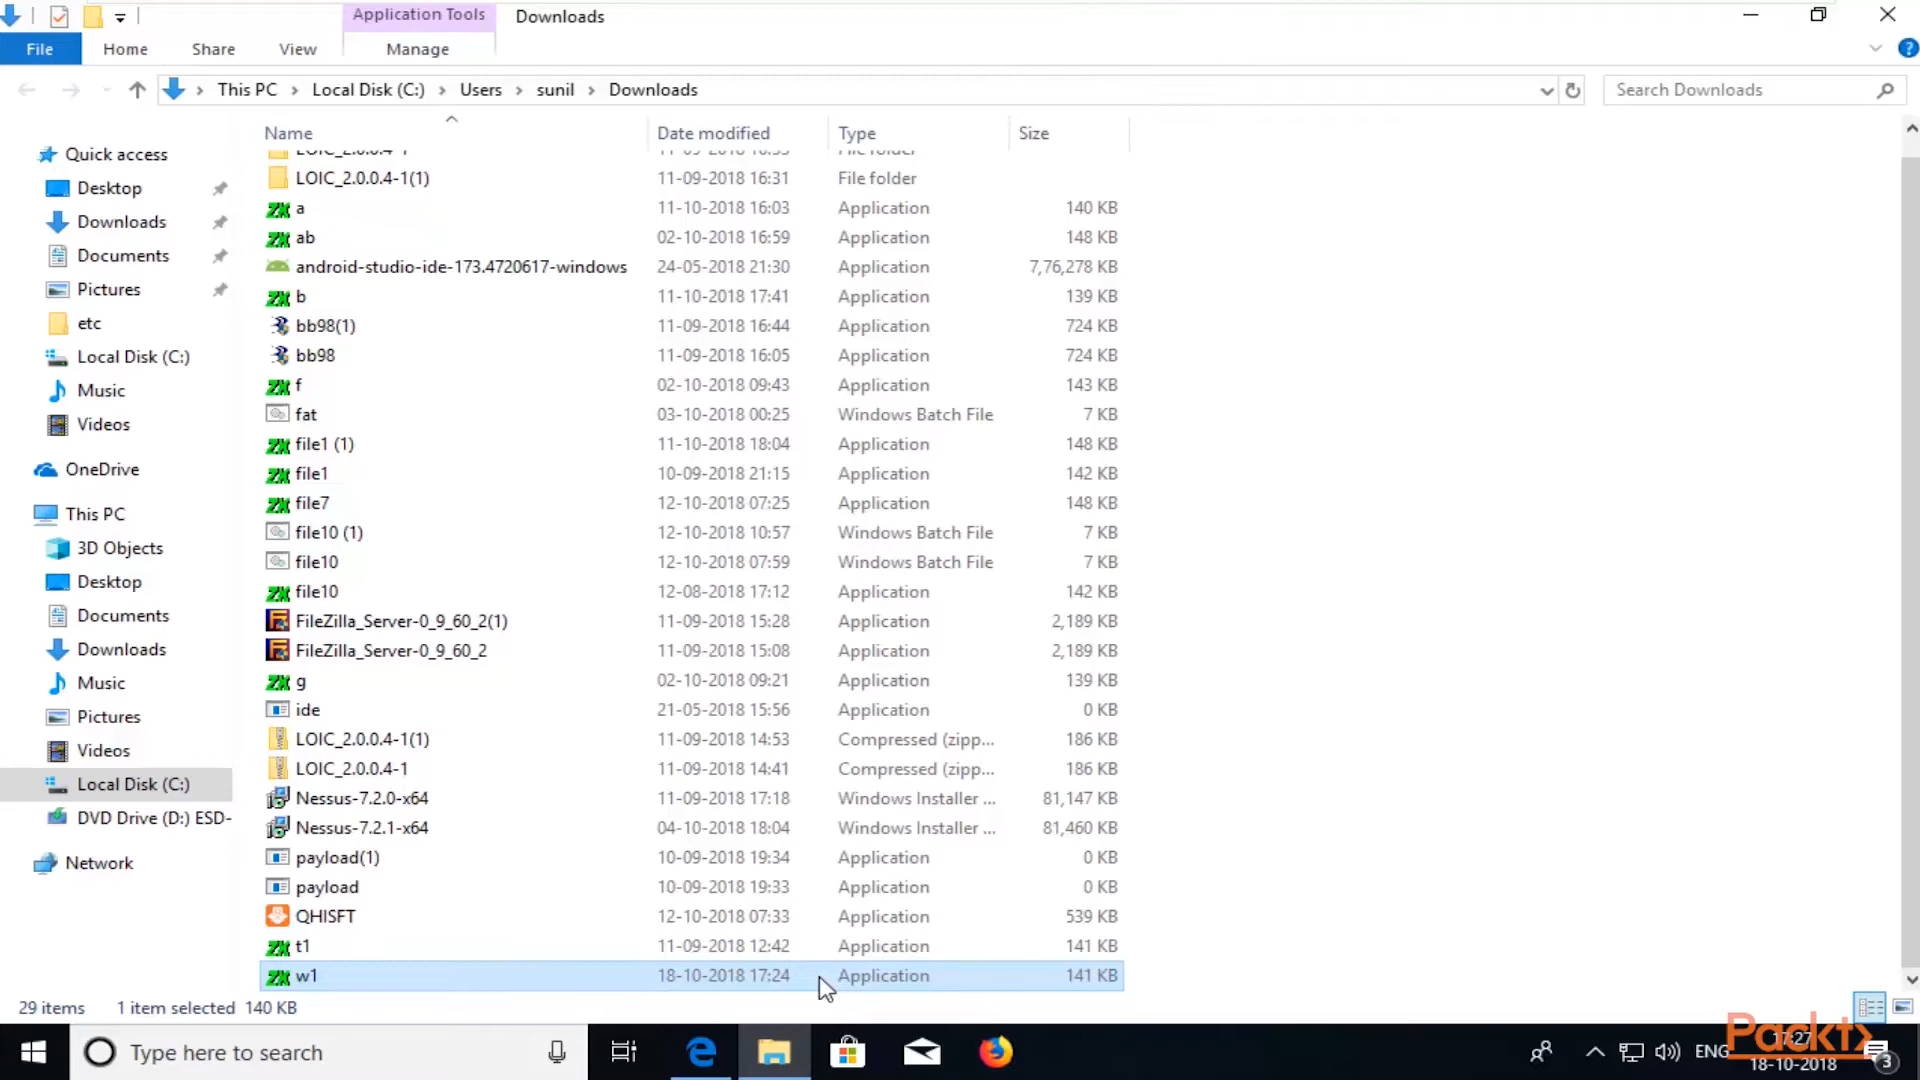 Application Tools
Downloads
File
Home
Share
View
Manage
This PC
Local Disk (C:)
Users
sunil
Downloads
Search Downloads
Name
Date modified
Type
Size
LOIC_2.0.0.4-1(1) 11-09-2018 16:31 File folder
a 11-10-2018 16:03 Application 140 KB
ab 02-10-2018 16:59 Application 148 KB
android-studio-ide-173.4720617-windows 24-05-2018 21:30 Application 7,76,278 KB
b 11-10-2018 17:41 Application 139 KB
bb98(1) 11-09-2018 16:44 Application 724 KB
bb98 11-09-2018 16:05 Application 724 KB
f 02-10-2018 09:43 Application 143 KB
fat 03-10-2018 00:25 Windows Batch File 7 KB
file1 (1) 11-10-2018 18:04 Application 148 KB
file1 10-09-2018 21:15 Application 142 KB
file7 12-10-2018 07:25 Application 148 KB
file10 (1) 12-10-2018 10:57 Windows Batch File 7 KB
file10 12-10-2018 07:59 Windows Batch File 7 KB
file10 12-08-2018 17:12 Application 142 KB
FileZilla_Server-0_9_60_2(1) 11-09-2018 15:28 Application 2,189 KB
FileZilla_Server-0_9_60_2 11-09-2018 15:08 Application 2,189 KB
g 02-10-2018 09:21 Application 139 KB
ide 21-05-2018 15:56 Application 0 KB
LOIC_2.0.0.4-1(1) 11-09-2018 14:53 Compressed (zipp... 186 KB
LOIC_2.0.0.4-1 11-09-2018 14:41 Compressed (zipp... 186 KB
Nessus-7.2.0-x64 11-09-2018 17:18 Windows Installer ... 81,147 KB
Nessus-7.2.1-x64 04-10-2018 18:04 Windows Installer ... 81,460 KB
payload(1) 10-09-2018 19:34 Application 0 KB
payload 10-09-2018 19:33 Application 0 KB
QHISFT 12-10-2018 07:33 Application 539 KB
t1 11-09-2018 12:42 Application 141 KB
w1 18-10-2018 17:24 Application 141 KB
Quick access
Desktop
Downloads
Documents
Pictures
etc
Local Disk (C:)
Music
Videos
OneDrive
This PC
3D Objects
Desktop
Documents
Downloads
Music
Pictures
Videos
Local Disk (C:)
DVD Drive (D:) ESD-
Network
29 items
1 item selected 140 KB
Type here to search
ENG
Packt
17:27
18-10-2018
3